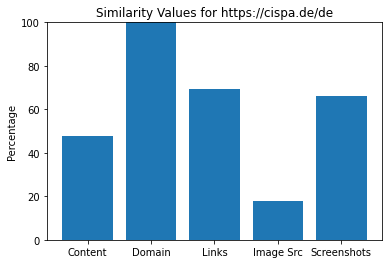 Similarity Values for https://cispa.de/de
Percentage
100
80
60
40
20
0
Content Domain Links Image Src Screenshots